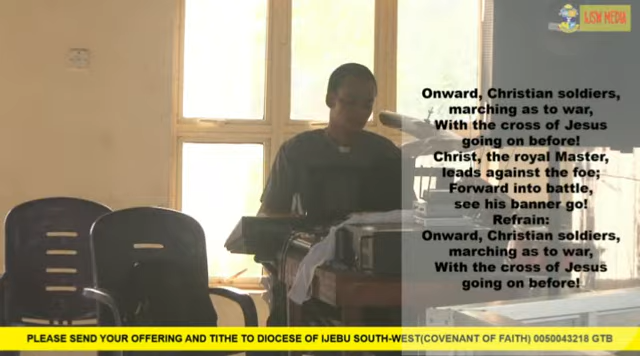 IJSW MEDIA
Onward, Christian soldiers,
marching as to war,
With the cross of Jesus
going on before!
Christ, the royal Master,
leads against the foe;
Forward into battle,
see his banner go!
Refrain:
Onward, Christian soldiers,
marching as to war,
With the cross of Jesus
going on before!
PLEASE SEND YOUR OFFERING AND TITHE TO DIOCESE OF IJEBU SOUTH-WEST(COVENANT OF FAITH) 0050043218 GTB